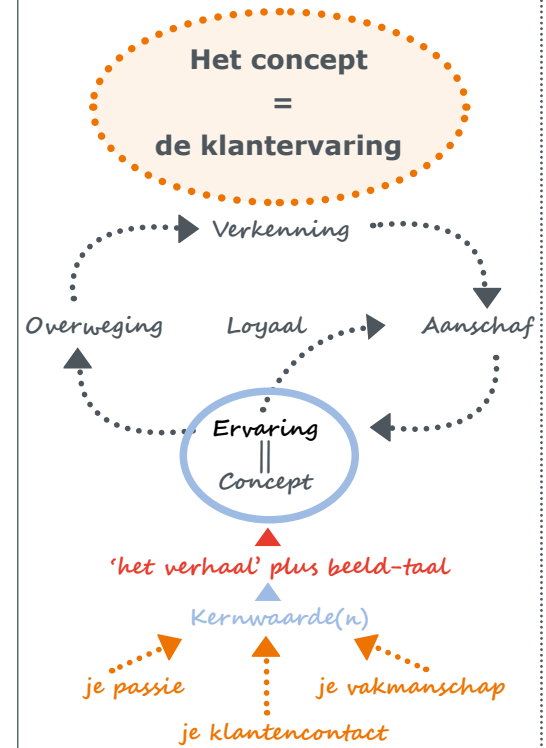 Het concept
=
de klantervaring
Verkenning
Overweging
Loyaal
Aanschaf
Ervaring
||
Concept
'het verhaal' plus beeld-taal
Kernwaarde(n)
je passie
je vakmanschap
je klantencontact